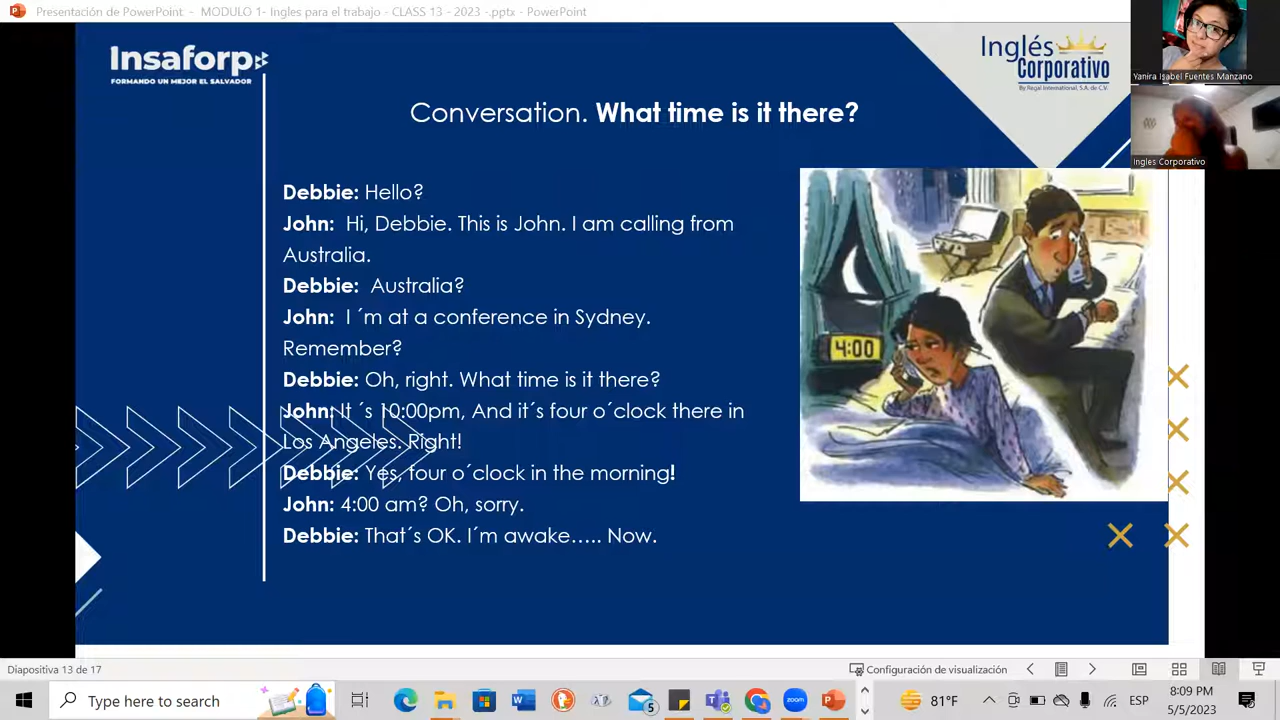 Presentación de PowerPoint - MODULO 1- Ingles para el trabajo - CLASS 13 - 2023 -.pptx - PowerPoint
Insaforp
FORMANDO UN MEJOR EL SALVADOR
Inglés
Corporativo
By Regal International, S.A. de C.V.
Yanira Isabel Fuentes Manzano
Ingles Corporativo
Conversation. What time is it there?
Debbie: Hello?
John: Hi, Debbie. This is John. I am calling from
Australia.
Debbie: Australia?
John: I ´m at a conference in Sydney.
Remember?
Debbie: Oh, right. What time is it there?
John: It ´s 10:00pm, And it´s four o´clock there in
Los Angeles. Right!
Debbie: Yes, four o´clock in the morning!
John: 4:00 am? Oh, sorry.
Debbie: That´s OK. I´m awake….. Now.
4:00
Diapositiva 13 de 17
Configuración de visualización
Type here to search
5
zoom
81°F
ESP
8:09 PM
5/5/2023